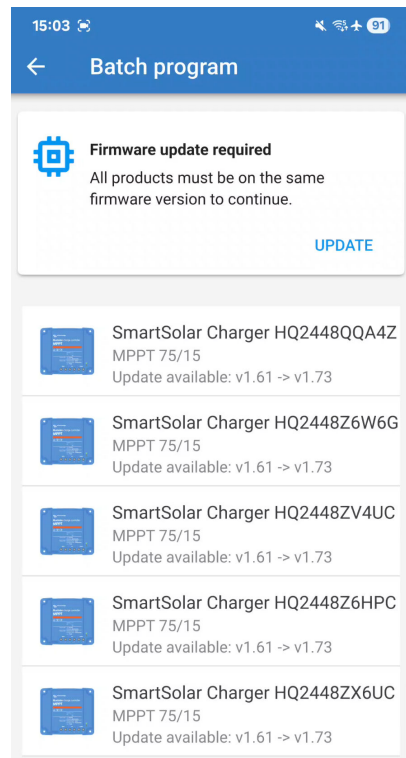 15:03
91
Batch program
Firmware update required
All products must be on the same
firmware version to continue.
UPDATE
SmartSolar Charger HQ2448QQA4Z
MPPT 75/15
Update available: v1.61 -> v1.73
SmartSolar Charger HQ2448Z6W6G
MPPT 75/15
Update available: v1.61 -> v1.73
SmartSolar Charger HQ2448ZV4UC
MPPT 75/15
Update available: v1.61 -> v1.73
SmartSolar Charger HQ2448Z6HPC
MPPT 75/15
Update available: v1.61 -> v1.73
SmartSolar Charger HQ2448ZX6UC
MPPT 75/15
Update available: v1.61 -> v1.73